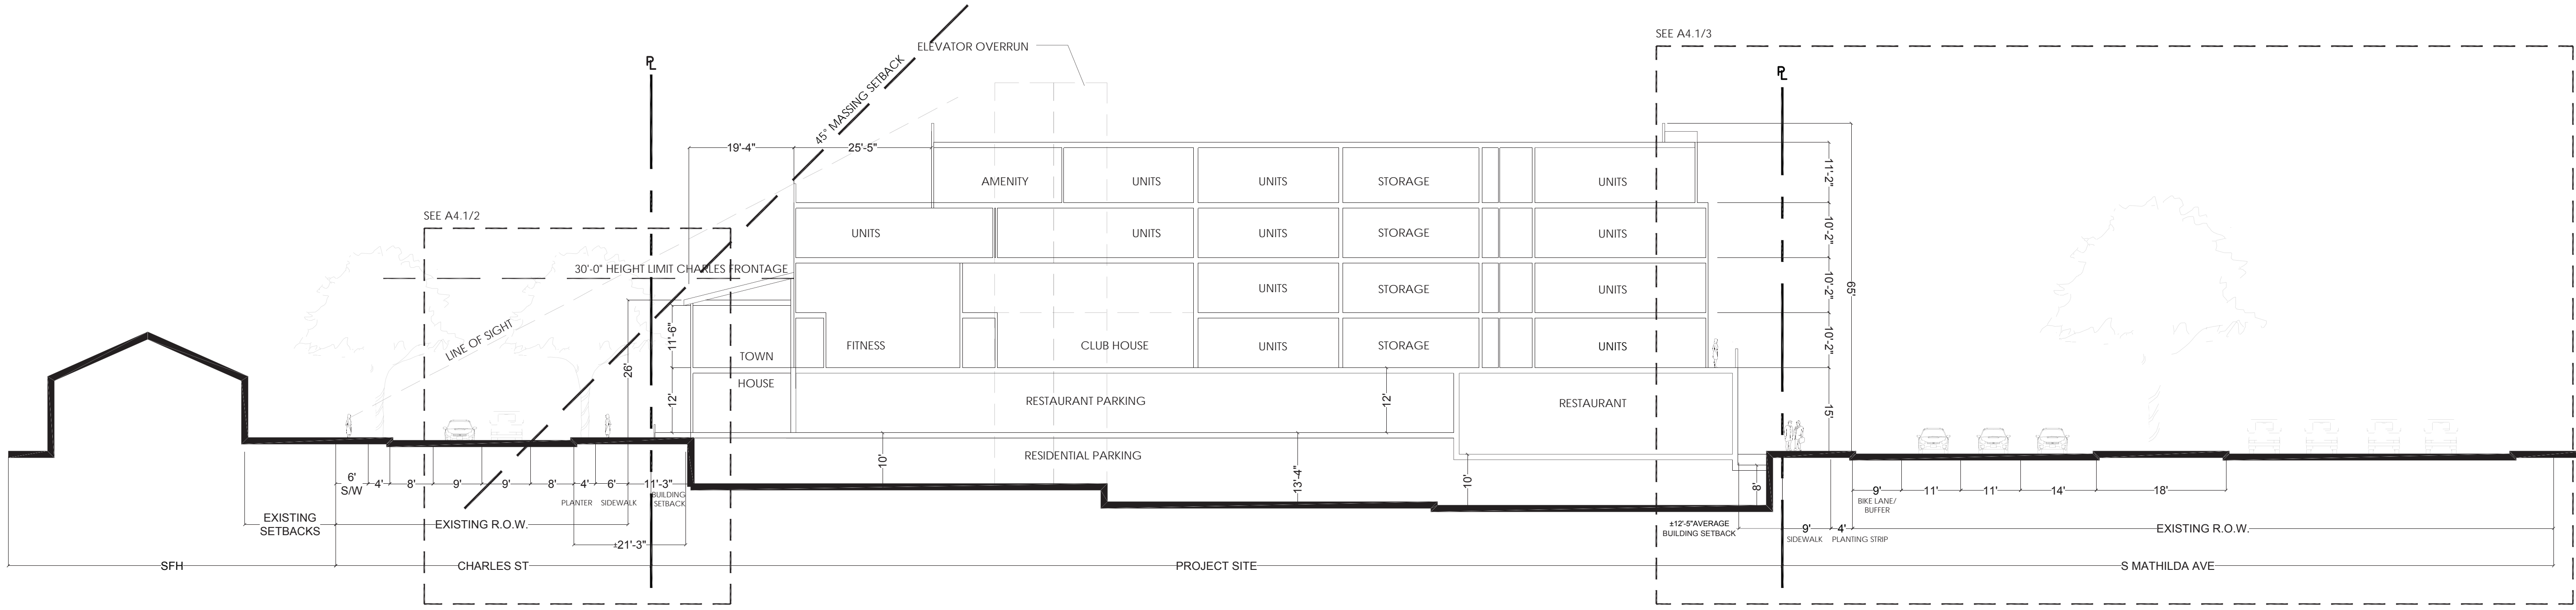 SEE A4.1/3
ELEVATOR OVERRUN
PL
45° MASSING SETBACK
PL
19'-4"
25'-5"
65'
11'-2"
AMENITY
UNITS
UNITS
STORAGE
UNITS
SEE A4.1/2
10'-2"
UNITS
UNITS
UNITS
STORAGE
UNITS
30'-0" HEIGHT LIMIT CHARLES FRONTAGE
10'-2"
UNITS
STORAGE
UNITS
LINE OF SIGHT
11'-6"
26'
10'-2"
TOWN
HOUSE
FITNESS
CLUB HOUSE
UNITS
STORAGE
UNITS
12'
RESTAURANT PARKING
12'
RESTAURANT
15'
10'
RESIDENTIAL PARKING
13'-4"
10'
8'
6'
S/W
4'
8'
9'
9'
8'
4'
6'
11'-3"
PLANTER
SIDEWALK
BUILDING
SETBACK
9'
11'
11'
14'
18'
BIKE LANE/
BUFFER
EXISTING
SETBACKS
EXISTING R.O.W.
±21'-3"
±12'-5"AVERAGE
BUILDING SETBACK
9'
4'
SIDEWALK
PLANTING STRIP
EXISTING R.O.W.
SFH
CHARLES ST
PROJECT SITE
S MATHILDA AVE